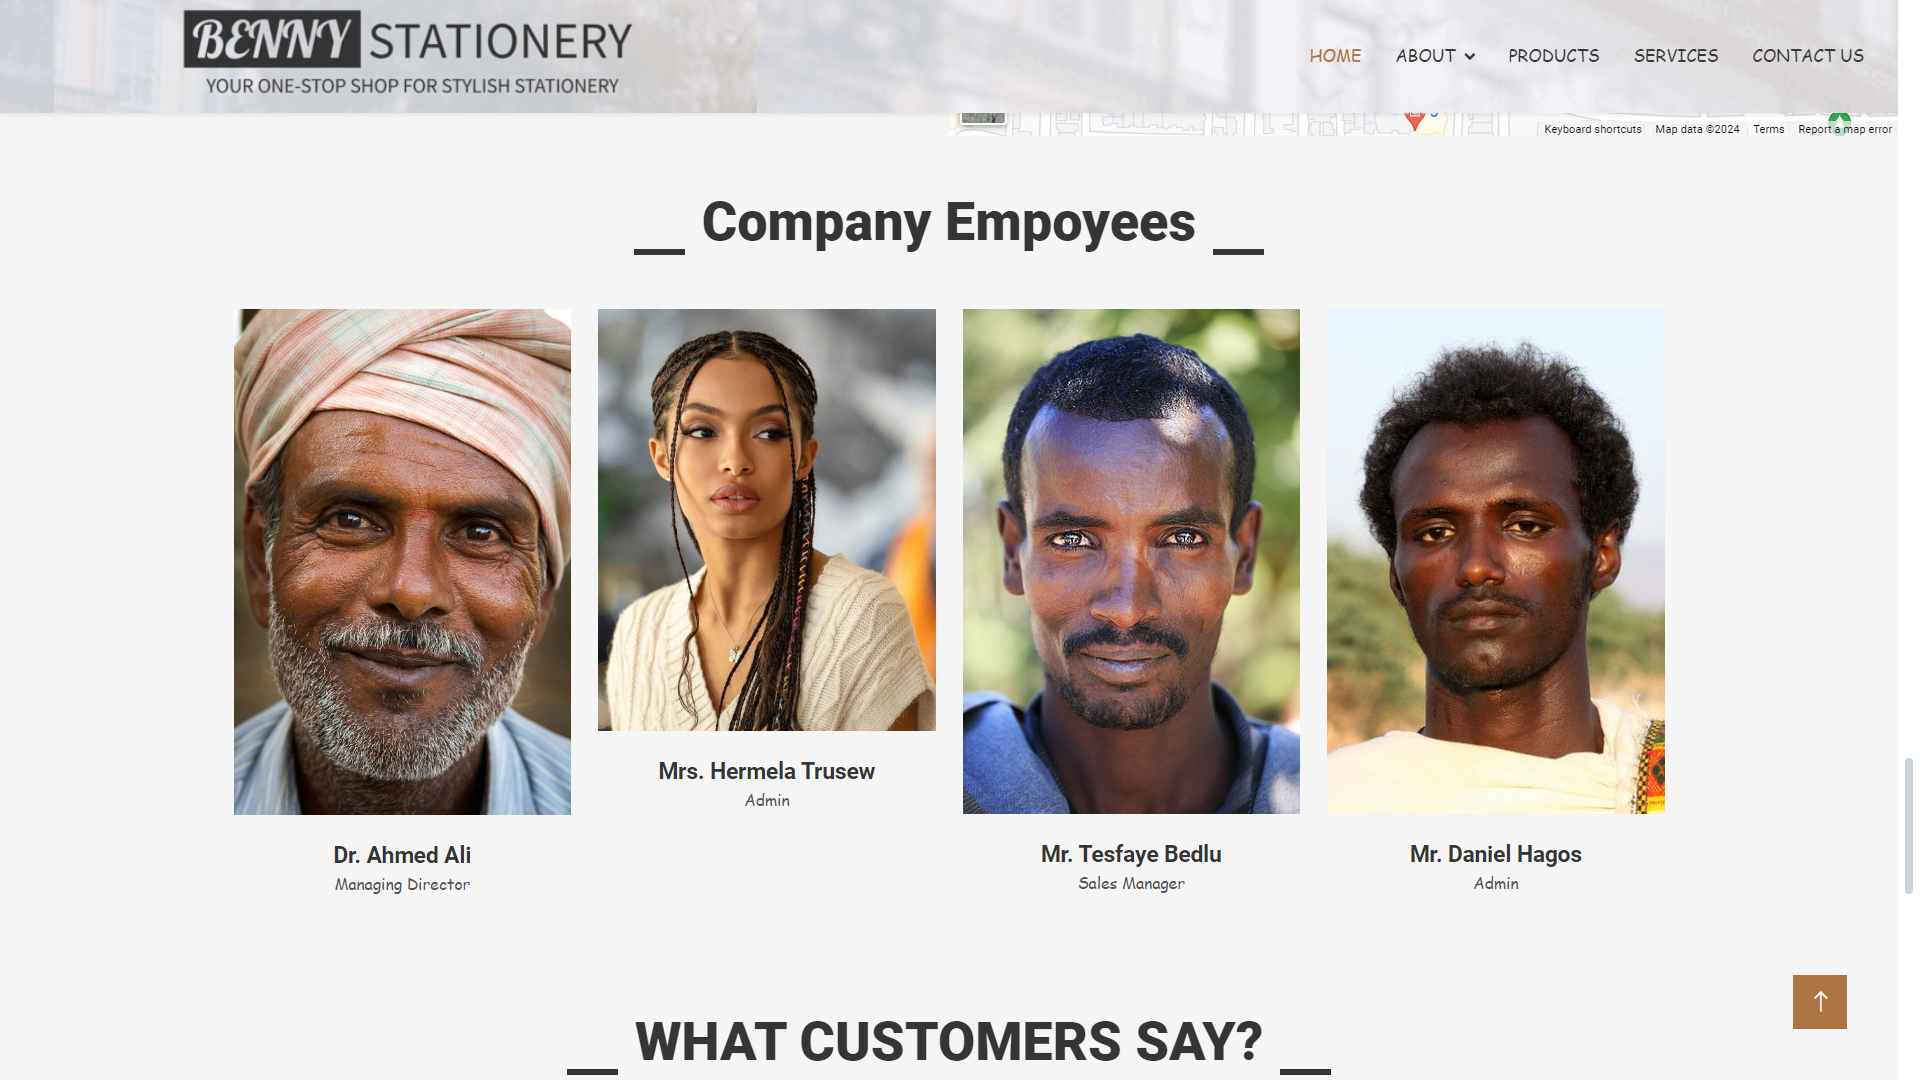 BENNY STATIONERY
YOUR ONE-STOP SHOP FOR STYLISH STATIONERY
HOME ABOUT PRODUCTS SERVICES CONTACT US
Keyboard shortcuts Map data ©2024 Terms Report a map error
Company Empoyees
Mrs. Hermela Trusew
Admin
Dr. Ahmed Ali
Managing Director
Mr. Tesfaye Bedlu
Sales Manager
Mr. Daniel Hagos
Admin
WHAT CUSTOMERS SAY?